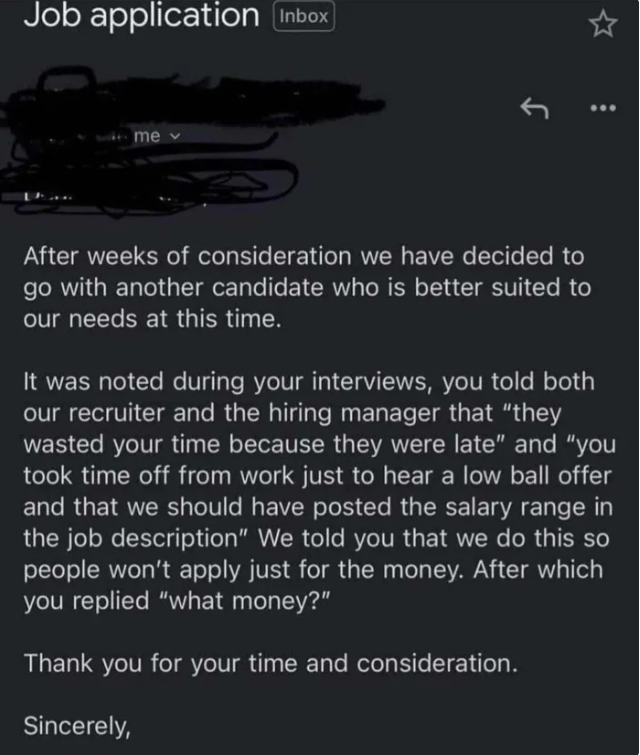 Job application Inbox
me
After weeks of consideration we have decided to
go with another candidate who is better suited to
our needs at this time.
It was noted during your interviews, you told both
our recruiter and the hiring manager that “they
wasted your time because they were late” and “you
took time off from work just to hear a low ball offer
and that we should have posted the salary range in
the job description” We told you that we do this so
people won’t apply just for the money. After which
you replied “what money?”
Thank you for your time and consideration.
Sincerely,